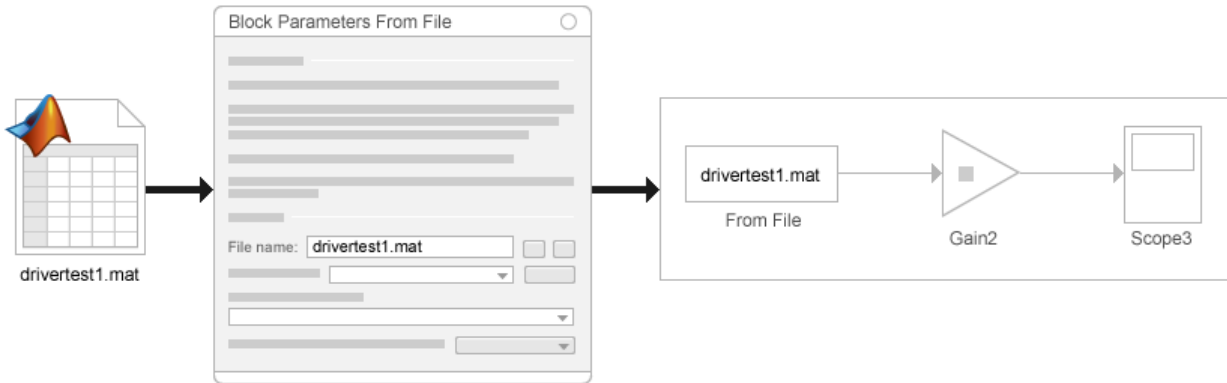 Block Parameters From File
File name: drivertest1.mat
drivertest1.mat
drivertest1.mat
From File
Gain2
Scope3